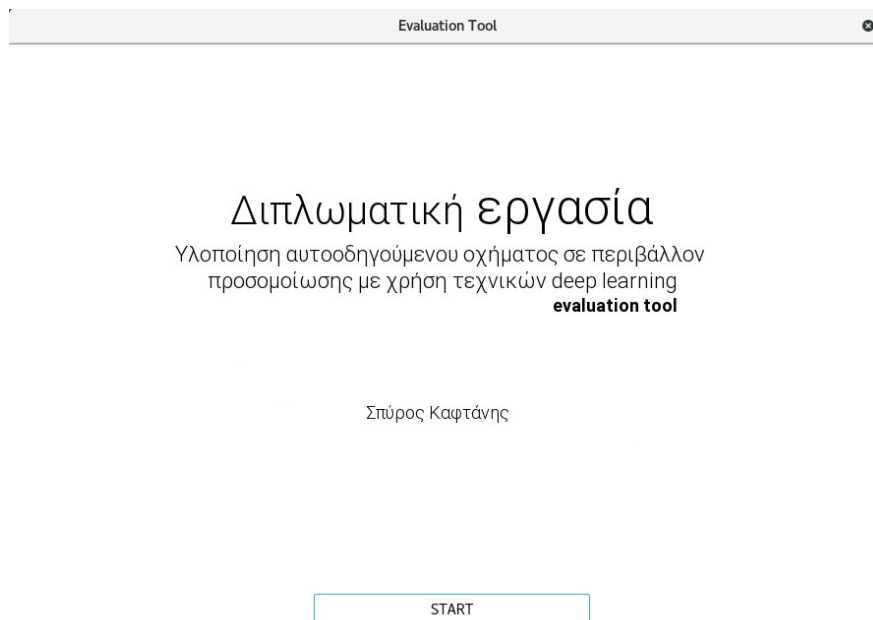 Evaluation Tool
Διπλωματική εργασία
Υλοποίηση αυτοοδηγούμενου οχήματος σε περιβάλλον
προσομοίωσης με χρήση τεχνικών deep learning
evaluation tool
Σπύρος Καφτάνης
START